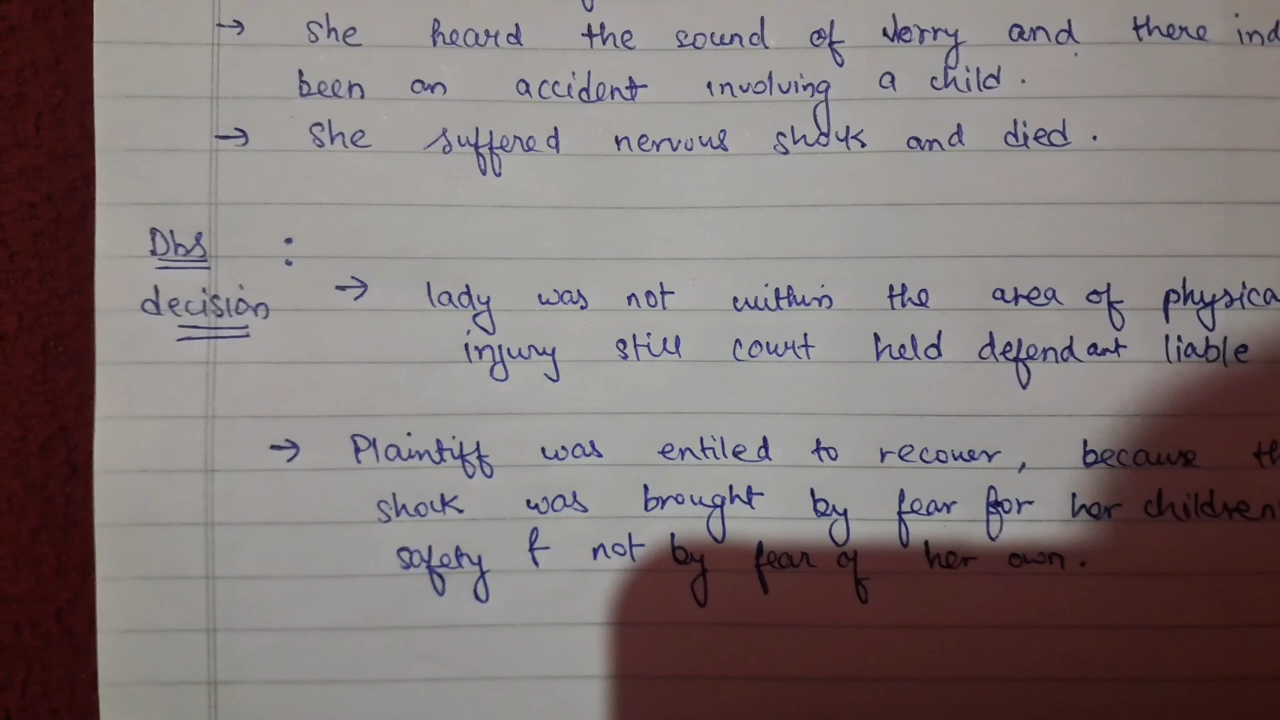 → she heard the sound of lorry and there
been an accident involving a child.
→ She suffered nervous shock and died.
Dbs :
decision → lady was not within the area of physica
injury still court held defendant liable
→ Plaintiff was entiled to recover, because th
shock was brought by fear for her children
safety & not by fear of her own.